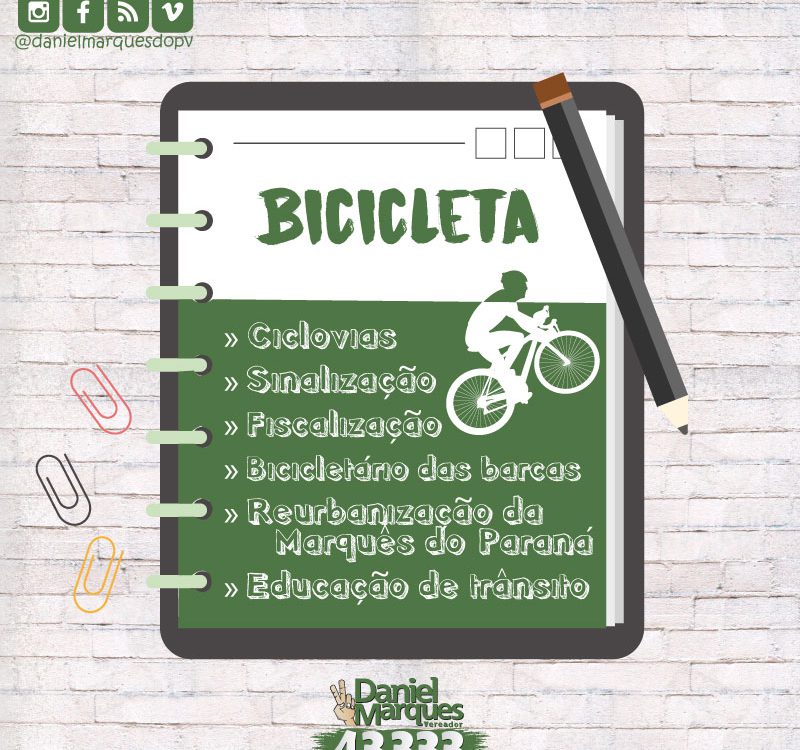 @danielmarquesdopv
BICICLETA
» Ciclovias
» Sinalização
» Fiscalização
» Bicicletário das barcas
» Reurbanização da
Marquês do Paraná
» Educação de trânsito
Daniel
Marques
Vereador
43333